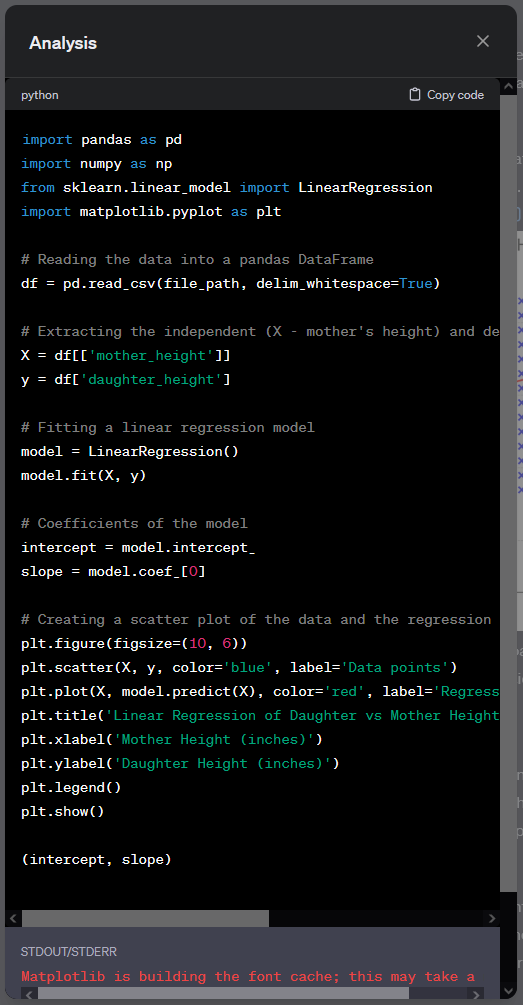 Analysis
python
Copy code
import pandas as pd
import numpy as np
from sklearn.linear_model import LinearRegression
import matplotlib.pyplot as plt
# Reading the data into a pandas DataFrame
df = pd.read_csv(file_path, delim_whitespace=True)
# Extracting the independent (X - mother's height) and de
X = df[['mother_height']]
y = df['daughter_height']
# Fitting a linear regression model
model = LinearRegression()
model.fit(X, y)
# Coefficients of the model
intercept = model.intercept_
slope = model.coef_[0]
# Creating a scatter plot of the data and the regression
plt.figure(figsize=(10, 6))
plt.scatter(X, y, color='blue', label='Data points')
plt.plot(X, model.predict(X), color='red', label='Regress
plt.title('Linear Regression of Daughter vs Mother Height
plt.xlabel('Mother Height (inches)')
plt.ylabel('Daughter Height (inches)')
plt.legend()
plt.show()
(intercept, slope)
STDOUT/STDERR
Matplotlib is building the font cache; this may take a